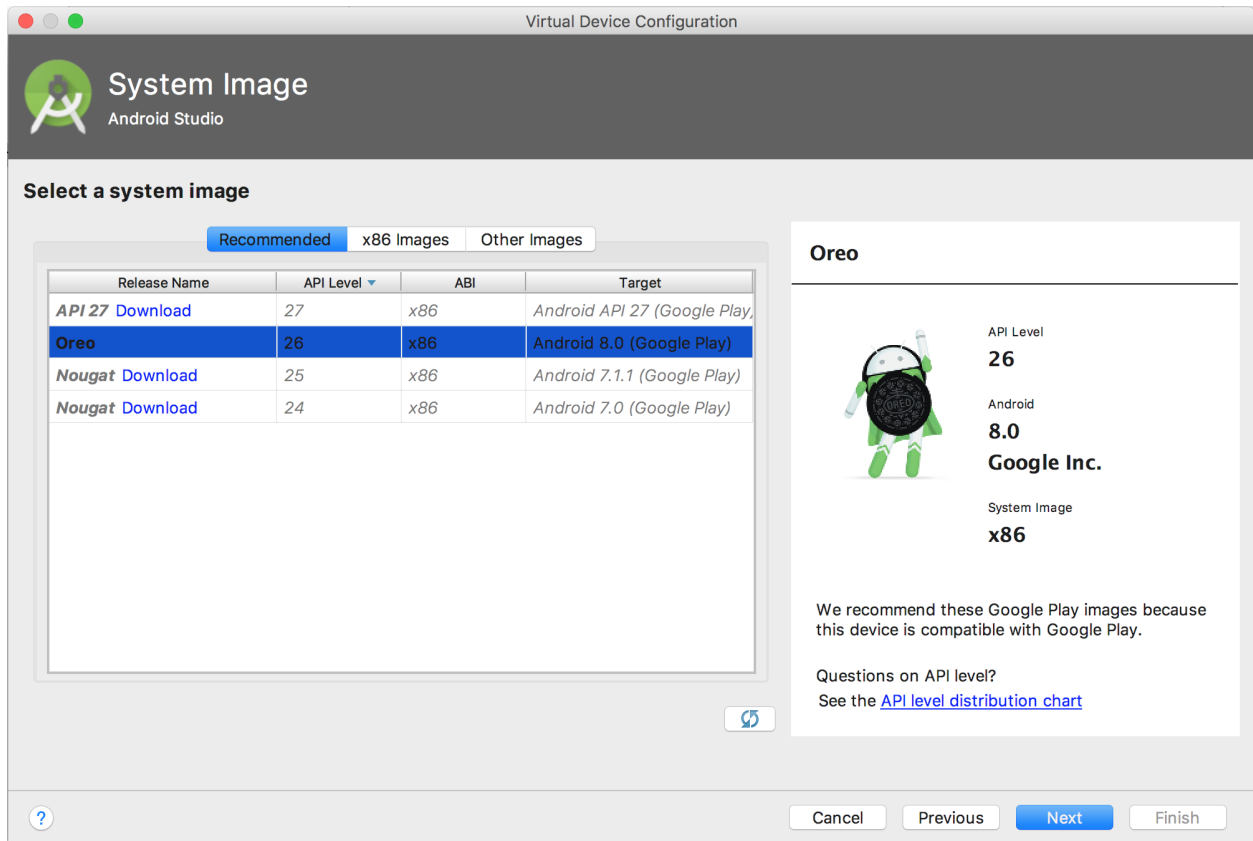 Virtual Device Configuration
System Image
Android Studio
Select a system image
Recommended x86 Images Other Images
Release Name API Level ABI Target
API 27 Download 27 x86 Android API 27 (Google Play)
Oreo 26 x86 Android 8.0 (Google Play)
Nougat Download 25 x86 Android 7.1.1 (Google Play)
Nougat Download 24 x86 Android 7.0 (Google Play)
Oreo
OREO
API Level
26
Android
8.0
Google Inc.
System Image
x86
We recommend these Google Play images because
this device is compatible with Google Play.
Questions on API level?
See the API level distribution chart
?
Cancel Previous Next Finish